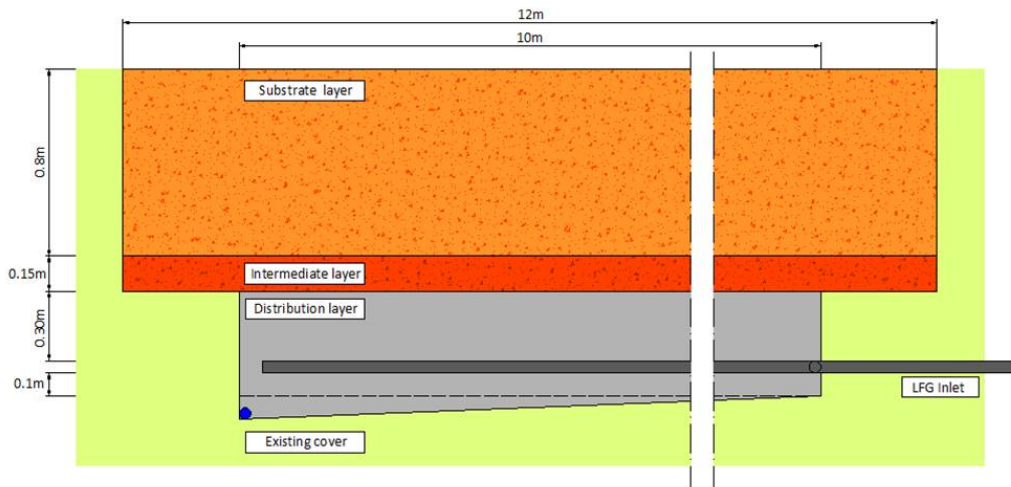 12m
10m
Substrate layer
0.8m
0.15m
Intermediate layer
Distribution layer
0.30m
0.1m
LFG Inlet
Existing cover